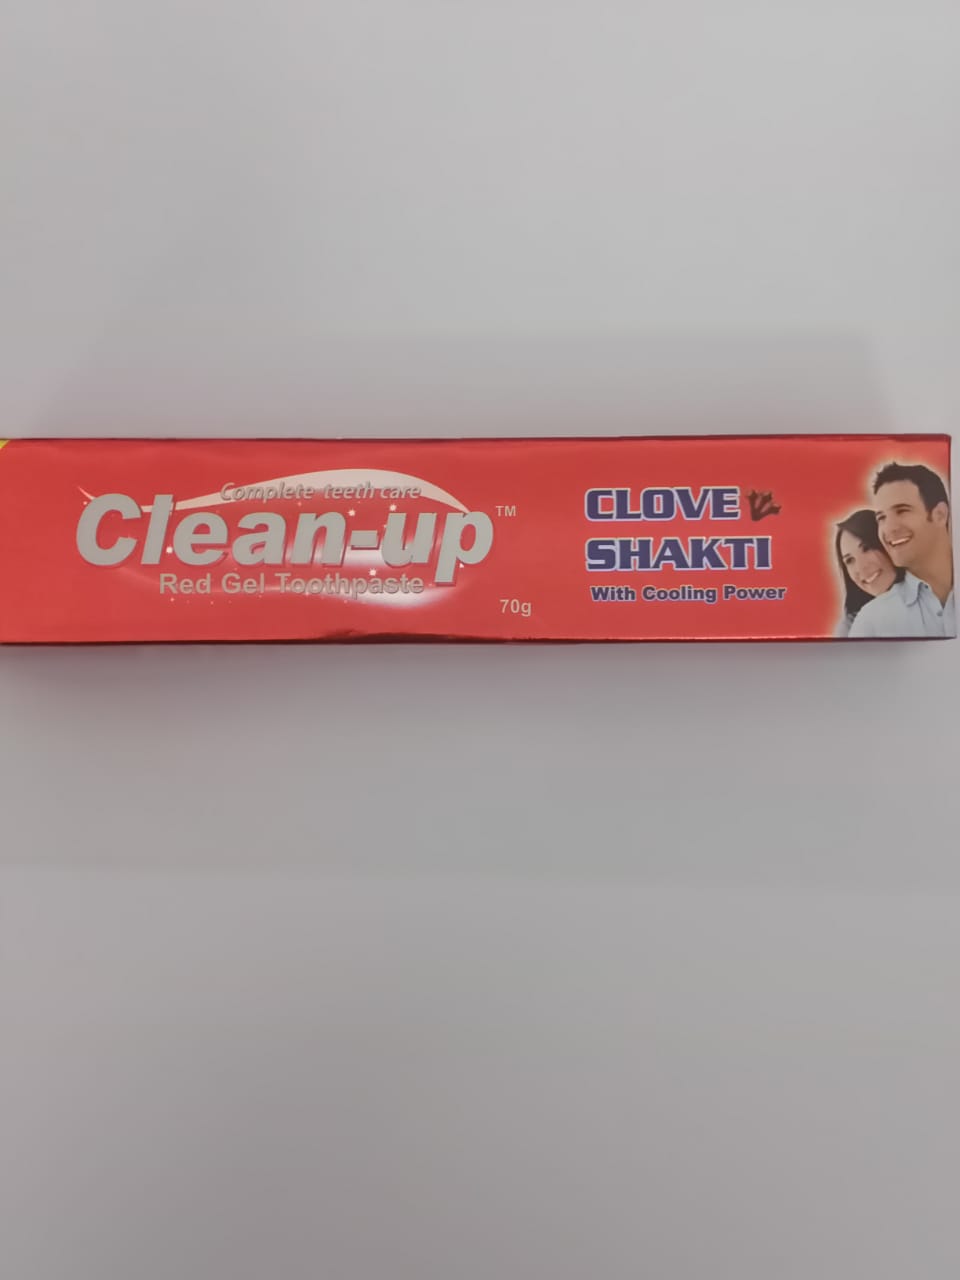 Complete teeth care
Clean-up™
Red Gel Toothpaste
70g
CLOVE
SHAKTI
With Cooling Power